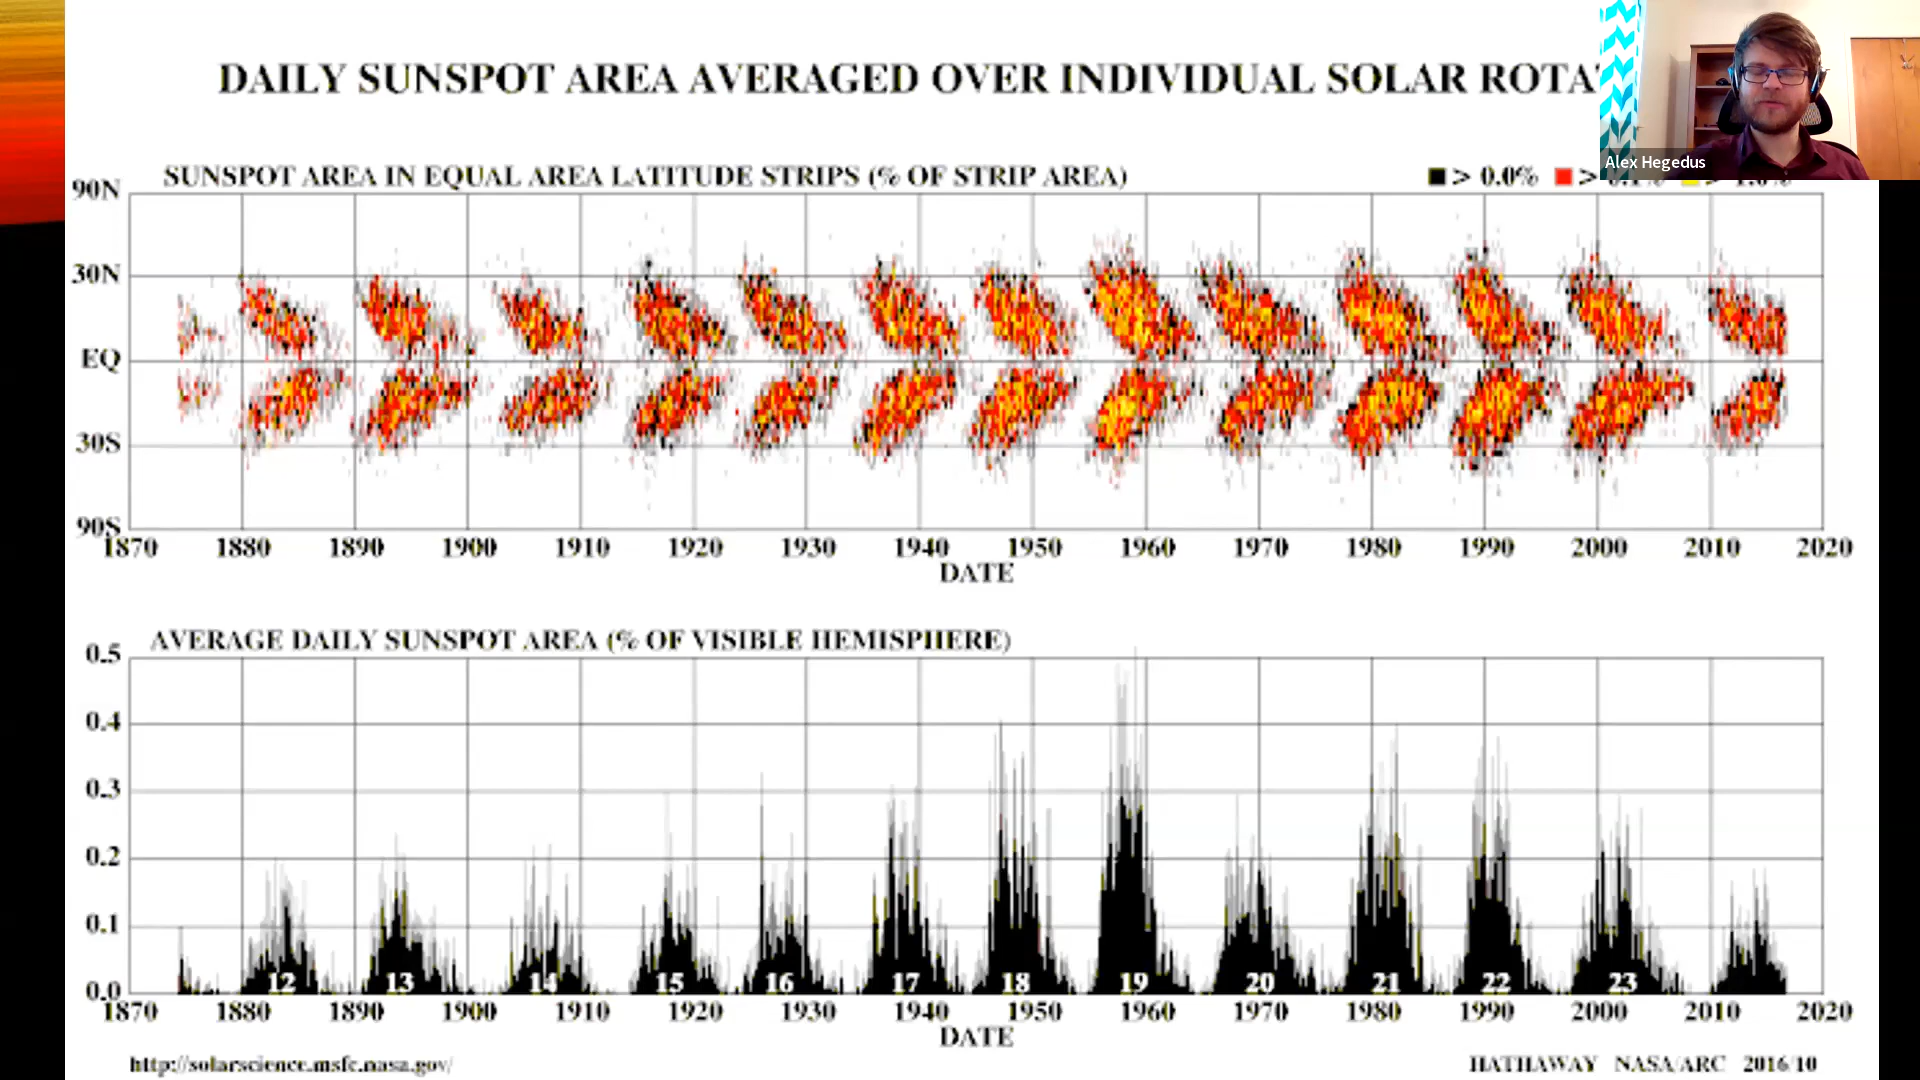 DAILY SUNSPOT AREA AVERAGED OVER INDIVIDUAL SOLAR ROTA
Alex Hegedus
SUNSPOT AREA IN EQUAL AREA LATITUDE STRIPS (% OF STRIP AREA)
> 0.0% >
90N
30N
EQ
30S
90S
1870 1880 1890 1900 1910 1920 1930 1940 1950 1960 1970 1980 1990 2000 2010 2020
DATE
AVERAGE DAILY SUNSPOT AREA (% OF VISIBLE HEMISPHERE)
0.5
0.4
0.3
0.2
0.1
0.0
12 13 14 15 16 17 18 19 20 21 22 23
1870 1880 1890 1900 1910 1920 1930 1940 1950 1960 1970 1980 1990 2000 2010 2020
DATE
http://solarscience.msfc.nasa.gov/
HATHAWAY NASA/ARC 2016/10